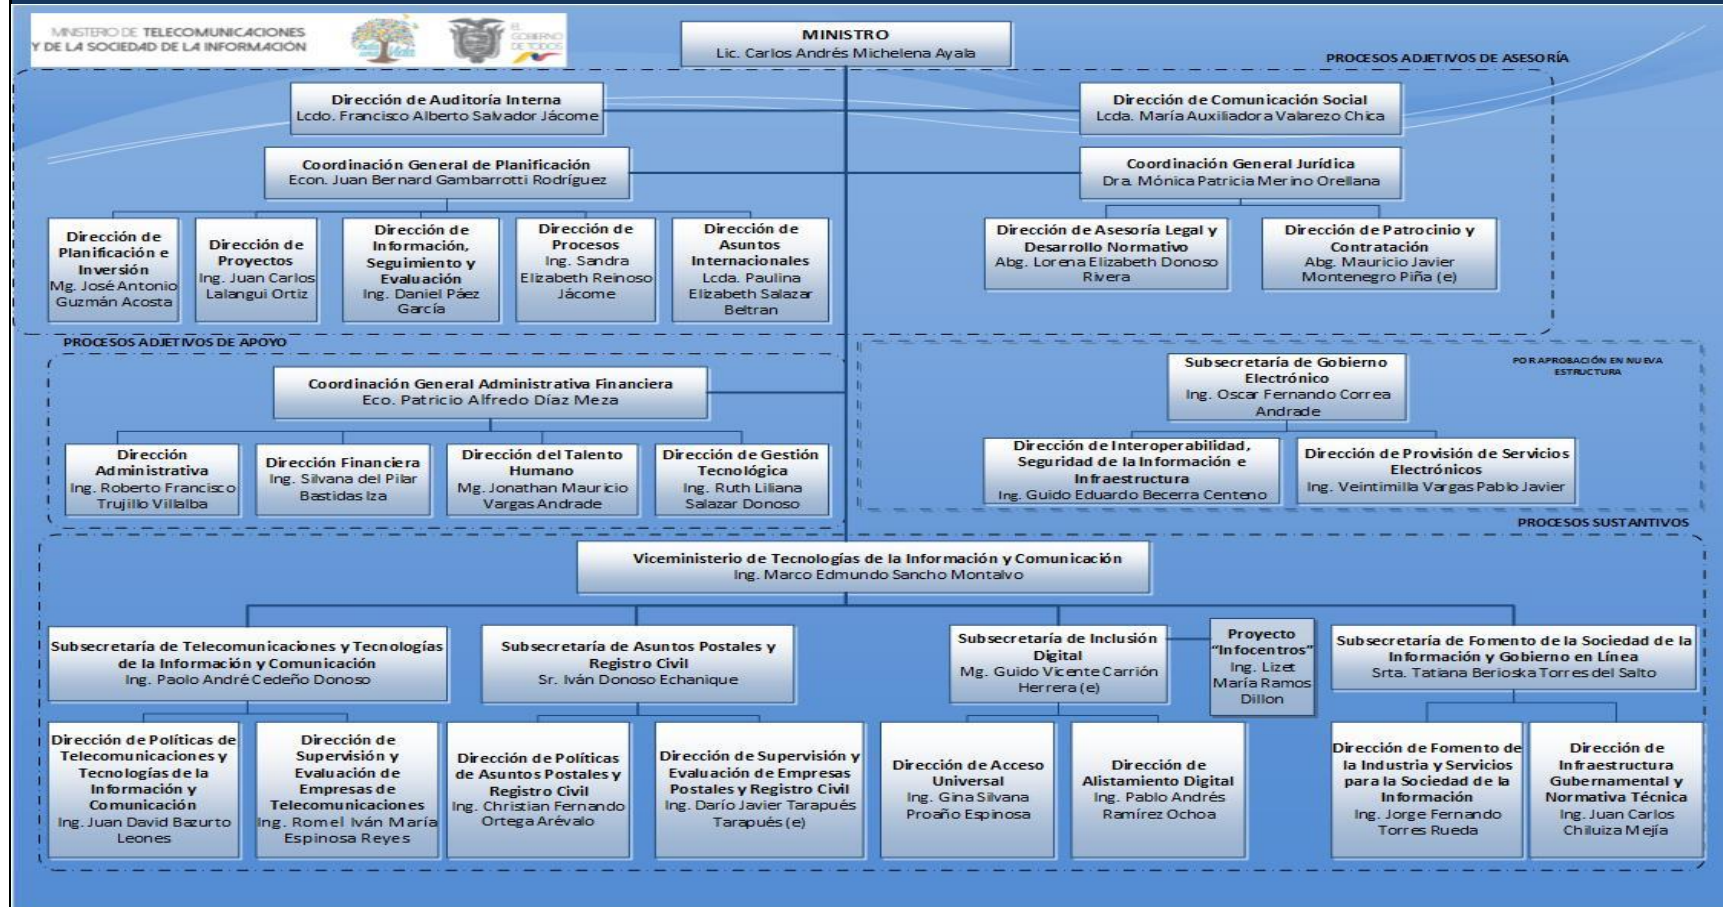 MINISTERIO DE TELECOMUNICACIONES
Y DE LA SOCIEDAD DE LA INFORMACIÓN
EL
GOBIERNO
DE TODOS
MINISTRO
Lic. Carlos Andrés Michelena Ayala
PROCESOS ADJETIVOS DE ASESORÍA
Dirección de Auditoría Interna
Lcdo. Francisco Alberto Salvador Jácome
Dirección de Comunicación Social
Lcda. María Auxiliadora Valarezo Chica
Coordinación General de Planificación
Econ. Juan Bernard Gambarrotti Rodríguez
Coordinación General Jurídica
Dra. Mónica Patricia Merino Orellana
Dirección de
Planificación e
Inversión
Mg. José Antonio
Guzmán Acosta
Dirección de
Proyectos
Ing. Juan Carlos
Lalangui Ortiz
Dirección de
Información,
Seguimiento y
Evaluación
Ing. Daniel Páez
García
Dirección de
Procesos
Ing. Sandra
Elizabeth Reinoso
Jácome
Dirección de
Asuntos
Internacionales
Lcda. Paulina
Elizabeth Salazar
Beltran
Dirección de Asesoría Legal y
Desarrollo Normativo
Abg. Lorena Elizabeth Donoso
Rivera
Dirección de Patrocinio y
Contratación
Abg. Mauricio Javier
Montenegro Piña (e)
PROCESOS ADJETIVOS DE APOYO
Coordinación General Administrativa Financiera
Eco. Patricio Alfredo Díaz Meza
Dirección
Administrativa
Ing. Roberto Francisco
Trujillo Villalba
Dirección Financiera
Ing. Silvana del Pilar
Bastidas Iza
Dirección del Talento
Humano
Mg. Jonathan Mauricio
Vargas Andrade
Dirección de Gestión
Tecnológica
Ing. Ruth Liliana
Salazar Donoso
POR APROBACIÓN EN NUEVA
ESTRUCTURA
Subsecretaría de Gobierno
Electrónico
Ing. Oscar Fernando Correa
Andrade
Dirección de Interoperabilidad,
Seguridad de la Información e
Infraestructura
Ing. Guido Eduardo Becerra Centeno
Dirección de Provisión de Servicios
Electrónicos
Ing. Veintimilla Vargas Pablo Javier
PROCESOS SUSTANTIVOS
Viceministerio de Tecnologías de la Información y Comunicación
Ing. Marco Edmundo Sancho Montalvo
Subsecretaría de Telecomunicaciones y Tecnologías
de la Información y Comunicación
Ing. Paolo André Cedeño Donoso
Subsecretaría de Asuntos Postales y
Registro Civil
Sr. Iván Donoso Echanique
Subsecretaría de Inclusión
Digital
Mg. Guido Vicente Carrión
Herrera (e)
Proyecto
“Infocentros”
Ing. Lizet
María Ramos
Dillon
Subsecretaría de Fomento de la Sociedad de la
Información y Gobierno en Línea
Srta. Tatiana Berioska Torres del Salto
Dirección de Políticas de
Telecomunicaciones y
Tecnologías de la
Información y
Comunicación
Ing. Juan David Bazurto
Leones
Dirección de
Supervisión y
Evaluación de
Empresas de
Telecomunicaciones
Ing. Romel Iván María
Espinosa Reyes
Dirección de Políticas
de Asuntos Postales y
Registro Civil
Ing. Christian Fernando
Ortega Arévalo
Dirección de Supervisión y
Evaluación de Empresas
Postales y Registro Civil
Ing. Darío Javier Tarapués
Tarapués (e)
Dirección de Acceso
Universal
Ing. Gina Silvana
Proaño Espinosa
Dirección de
Alistamiento Digital
Ing. Pablo Andrés
Ramírez Ochoa
Dirección de Fomento de
la Industria y Servicios
para la Sociedad de la
Información
Ing. Jorge Fernando
Torres Rueda
Dirección de
Infraestructura
Gubernamental y
Normativa Técnica
Ing. Juan Carlos
Chiluiza Mejía